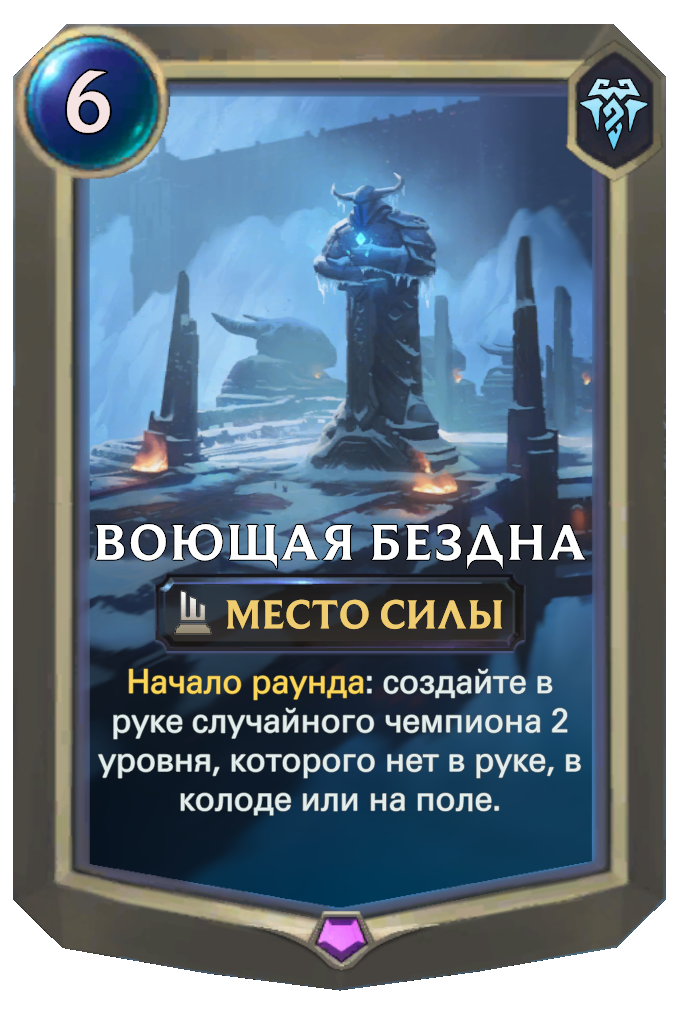 6
ВОЮЩАЯ БЕЗДНА
МЕСТО СИЛЫ
Начало раунда: создайте в
руке случайного чемпиона 2
уровня, которого нет в руке, в
колоде или на поле.